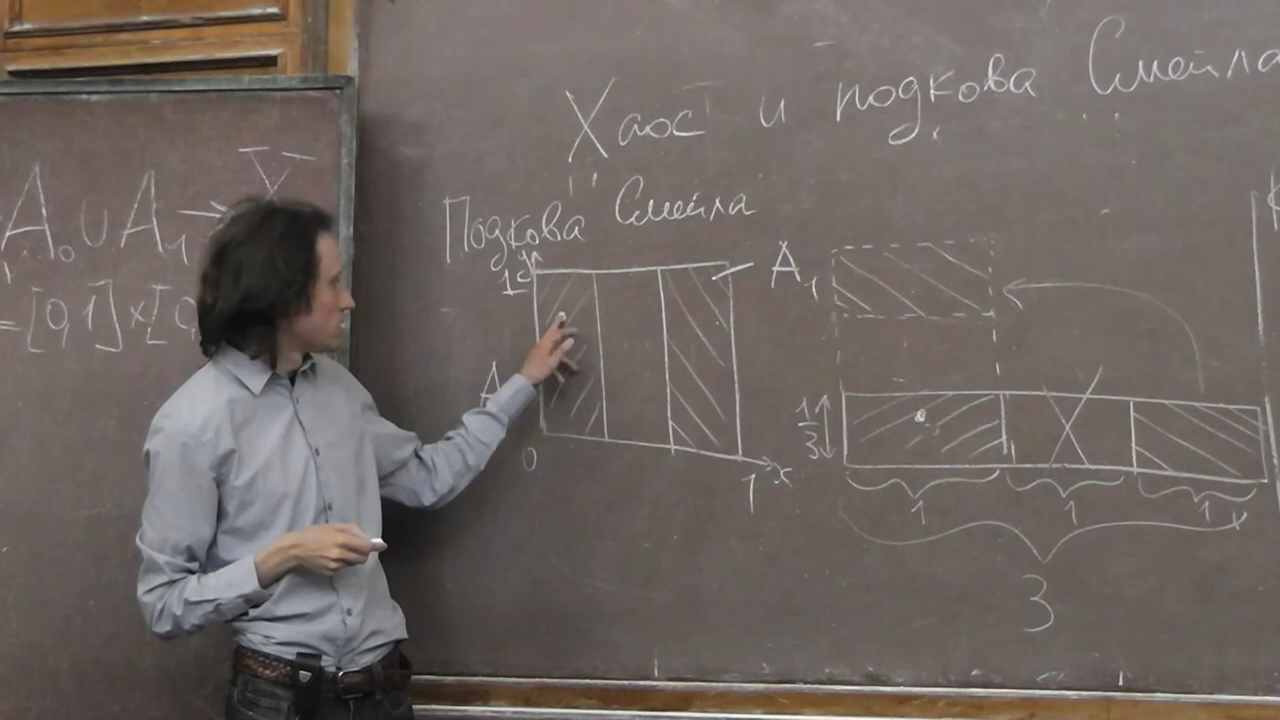 Хаос и подкова Смейла
A₀ ∪ A₁ →
= [0,1] × [0
Подкова Смейла
y
1
A₁
A
0
1 x
1/3
1 1 1
3